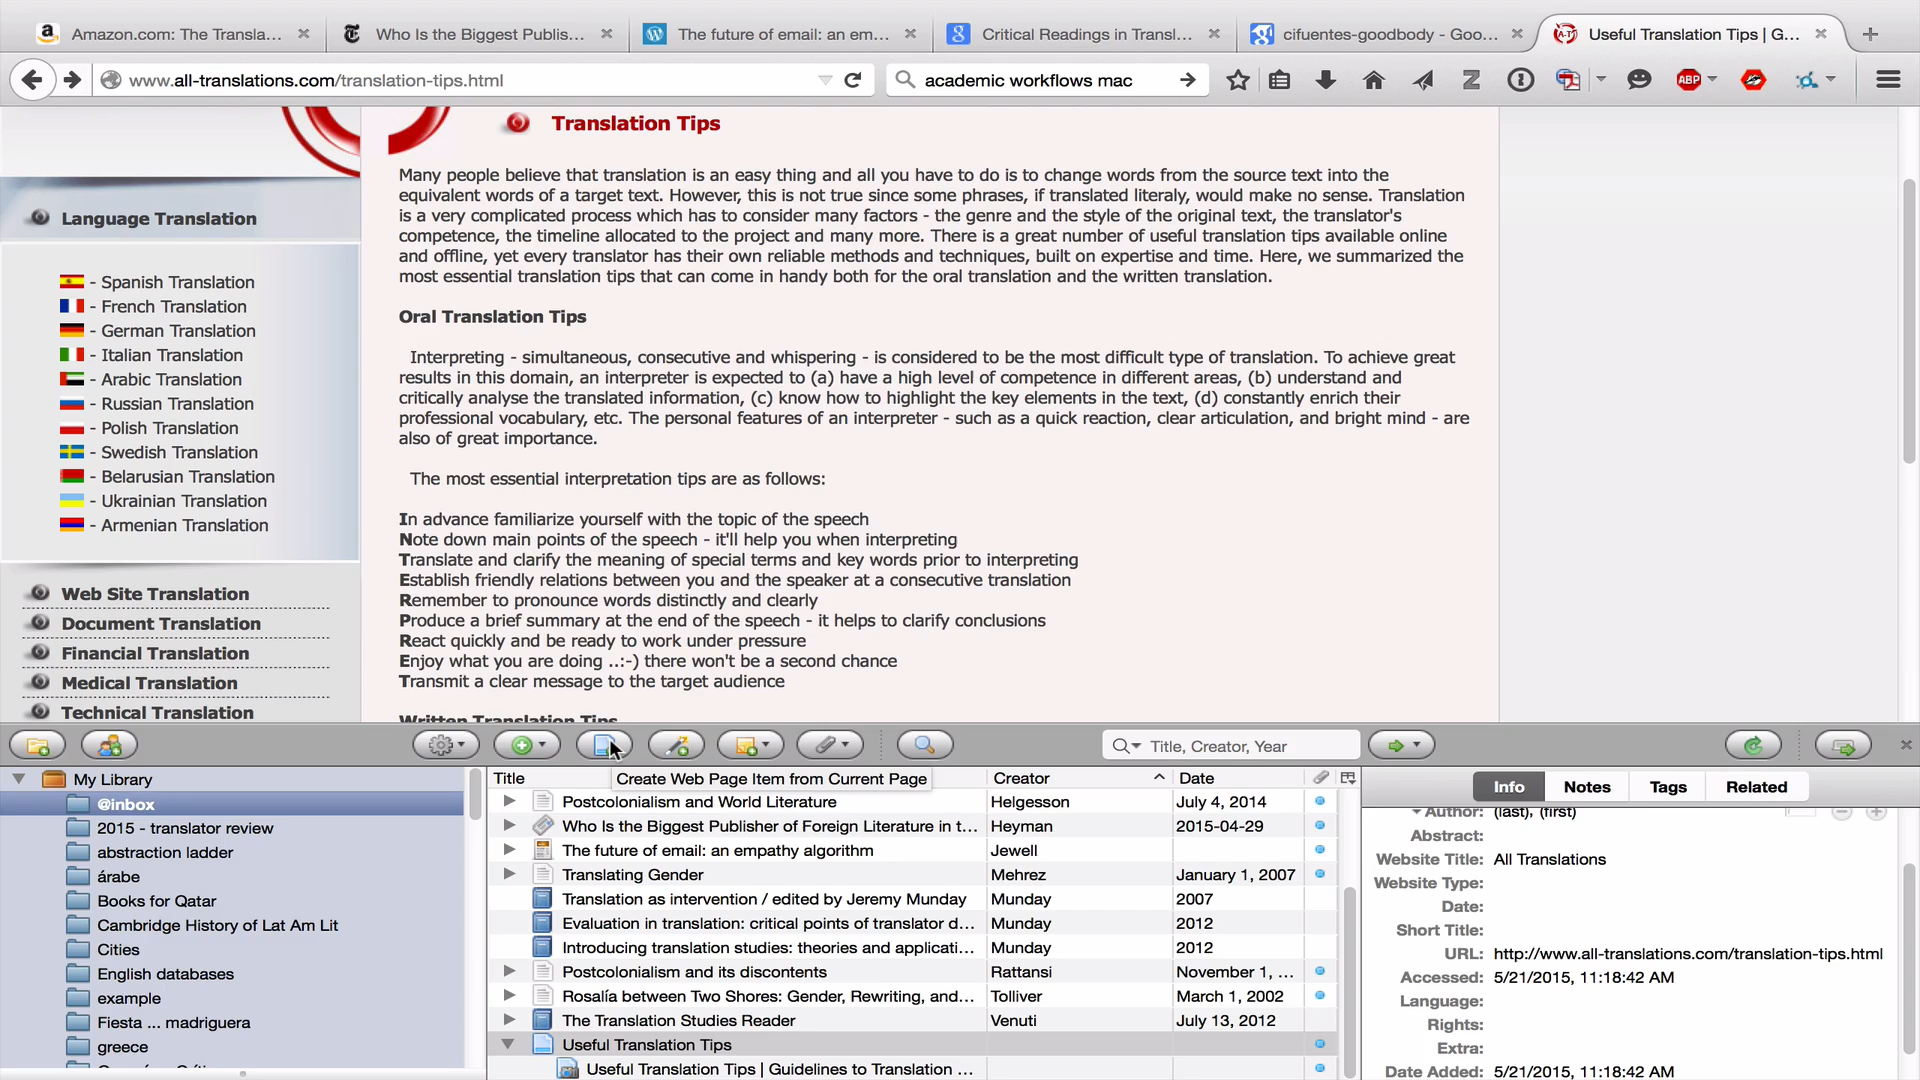 Amazon.com: The Transla...
Who Is the Biggest Publis...
The future of email: an em...
Critical Readings in Transl...
cifuentes-goodbody - Goo...
Useful Translation Tips | G...
www.all-translations.com/translation-tips.html
academic workflows mac
ABP
Translation Tips
Many people believe that translation is an easy thing and all you have to do is to change words from the source text into the
equivalent words of a target text. However, this is not true since some phrases, if translated literaly, would make no sense. Translation
is a very complicated process which has to consider many factors - the genre and the style of the original text, the translator's
competence, the timeline allocated to the project and many more. There is a great number of useful translation tips available online
and offline, yet every translator has their own reliable methods and techniques, built on expertise and time. Here, we summarized the
most essential translation tips that can come in handy both for the oral translation and the written translation.
Oral Translation Tips
Interpreting - simultaneous, consecutive and whispering - is considered to be the most difficult type of translation. To achieve great
results in this domain, an interpreter is expected to (a) have a high level of competence in different areas, (b) understand and
critically analyse the translated information, (c) know how to highlight the key elements in the text, (d) constantly enrich their
professional vocabulary, etc. The personal features of an interpreter - such as a quick reaction, clear articulation, and bright mind - are
also of great importance.
The most essential interpretation tips are as follows:
In advance familiarize yourself with the topic of the speech
Note down main points of the speech - it'll help you when interpreting
Translate and clarify the meaning of special terms and key words prior to interpreting
Establish friendly relations between you and the speaker at a consecutive translation
Remember to pronounce words distinctly and clearly
Produce a brief summary at the end of the speech - it helps to clarify conclusions
React quickly and be ready to work under pressure
Enjoy what you are doing ..:-) there won't be a second chance
Transmit a clear message to the target audience
Written Translation Tips
Language Translation
- Spanish Translation
- French Translation
- German Translation
- Italian Translation
- Arabic Translation
- Russian Translation
- Polish Translation
- Swedish Translation
- Belarusian Translation
- Ukrainian Translation
- Armenian Translation
Web Site Translation
Document Translation
Financial Translation
Medical Translation
Technical Translation
Title, Creator, Year
My Library
@inbox
2015 - translator review
abstraction ladder
árabe
Books for Qatar
Cambridge History of Lat Am Lit
Cities
English databases
example
Fiesta ... madriguera
greece
Title
Create Web Page Item from Current Page
Creator
Date
Postcolonialism and World Literature Helgesson July 4, 2014
Who Is the Biggest Publisher of Foreign Literature in t... Heyman 2015-04-29
The future of email: an empathy algorithm Jewell
Translating Gender Mehrez January 1, 2007
Translation as intervention / edited by Jeremy Munday Munday 2007
Evaluation in translation: critical points of translator d... Munday 2012
Introducing translation studies: theories and applicati... Munday 2012
Postcolonialism and its discontents Rattansi November 1, ...
Rosalía between Two Shores: Gender, Rewriting, and... Tolliver March 1, 2002
The Translation Studies Reader Venuti July 13, 2012
Useful Translation Tips
Useful Translation Tips | Guidelines to Translation ...
Info
Notes
Tags
Related
Author: (last), (first)
Abstract:
Website Title: All Translations
Website Type:
Date:
Short Title:
URL: http://www.all-translations.com/translation-tips.html
Accessed: 5/21/2015, 11:18:42 AM
Language:
Rights:
Extra:
Date Added: 5/21/2015, 11:18:42 AM